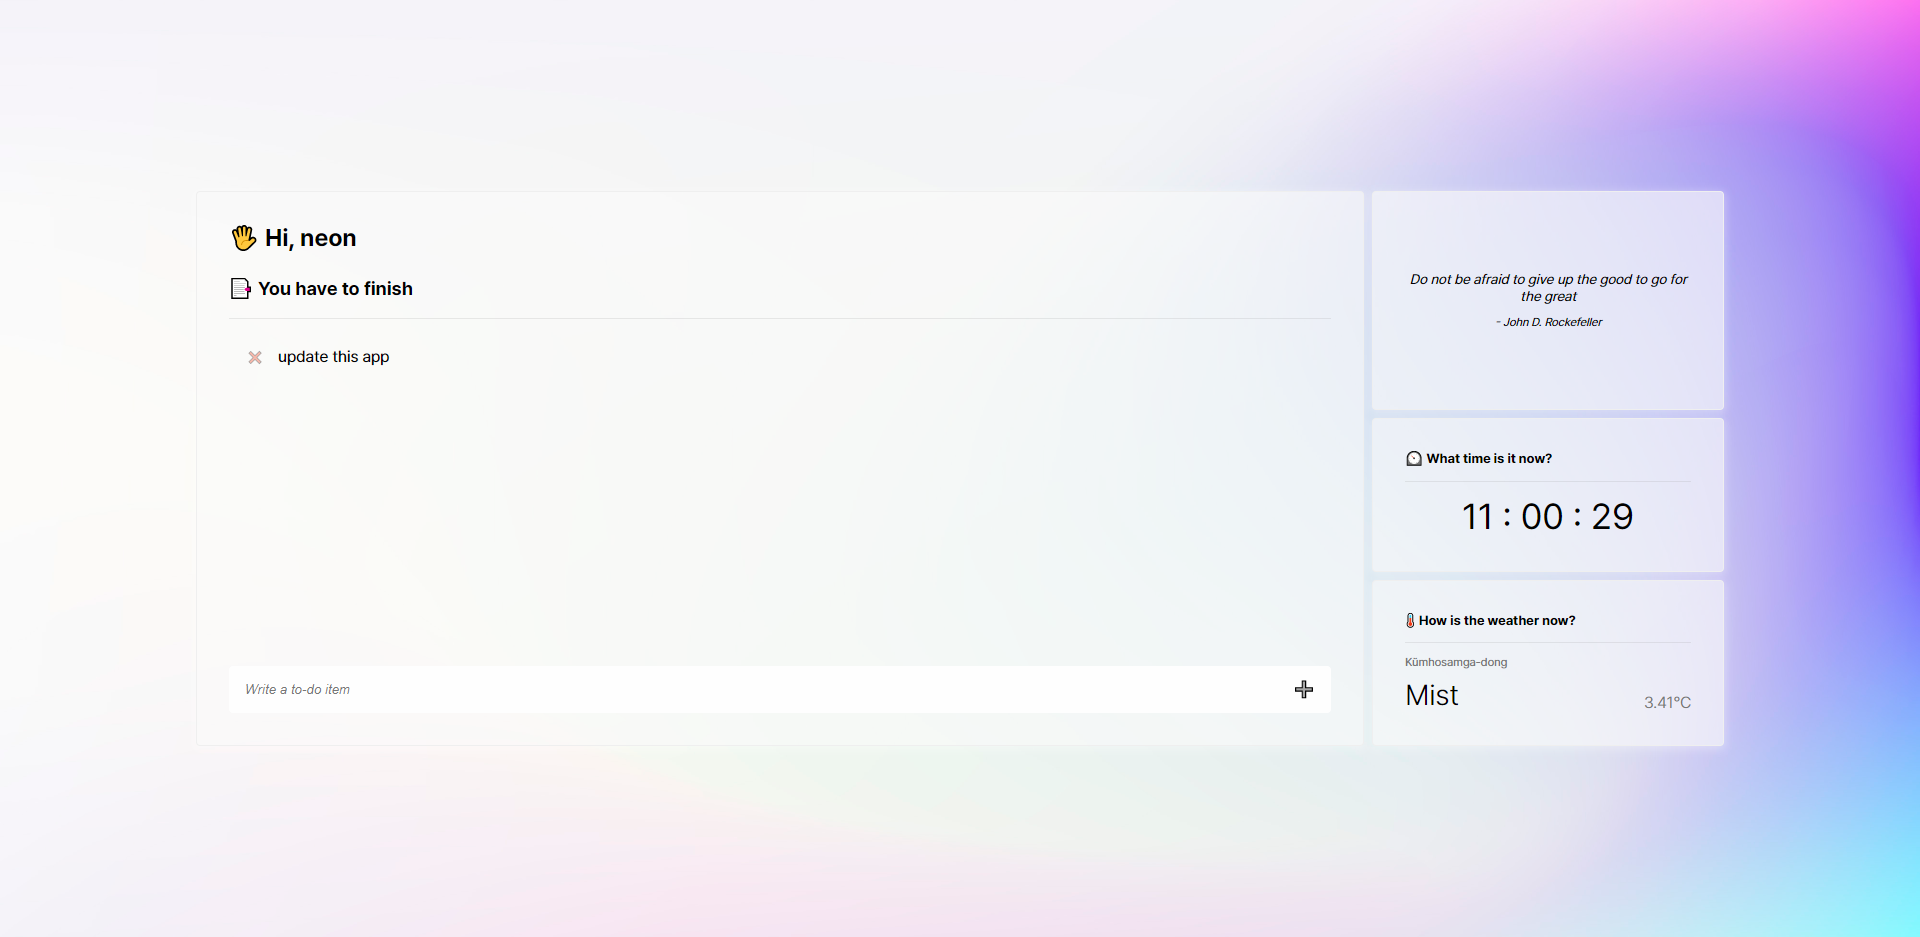 Hi, neon
You have to finish
update this app
Write a to-do item
Do not be afraid to give up the good to go for
the great
- John D. Rockefeller
What time is it now?
11 : 00 : 29
How is the weather now?
Kŭmhosamga-dong
Mist
3.41°C